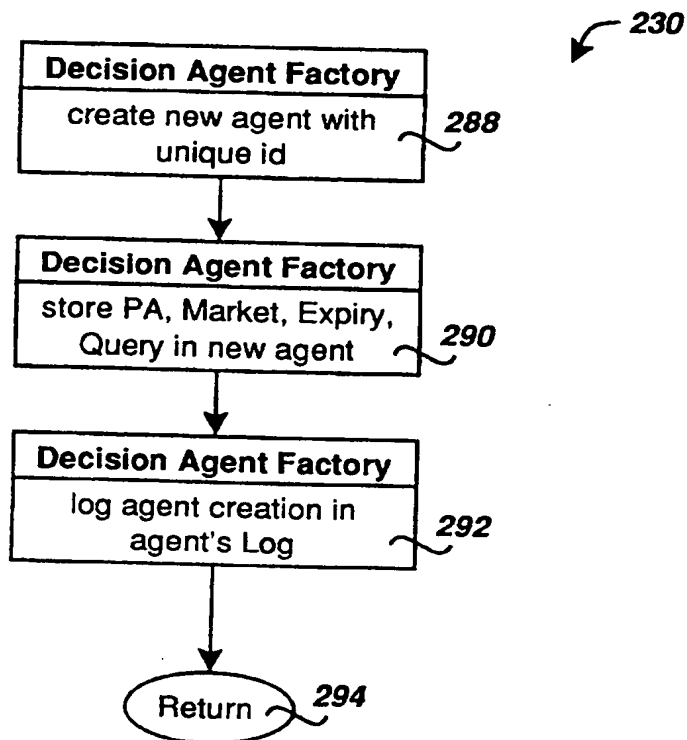 230
Decision Agent Factory
create new agent with
unique id
288
Decision Agent Factory
store PA, Market, Expiry,
Query in new agent
290
Decision Agent Factory
log agent creation in
agent's Log
292
Return
294